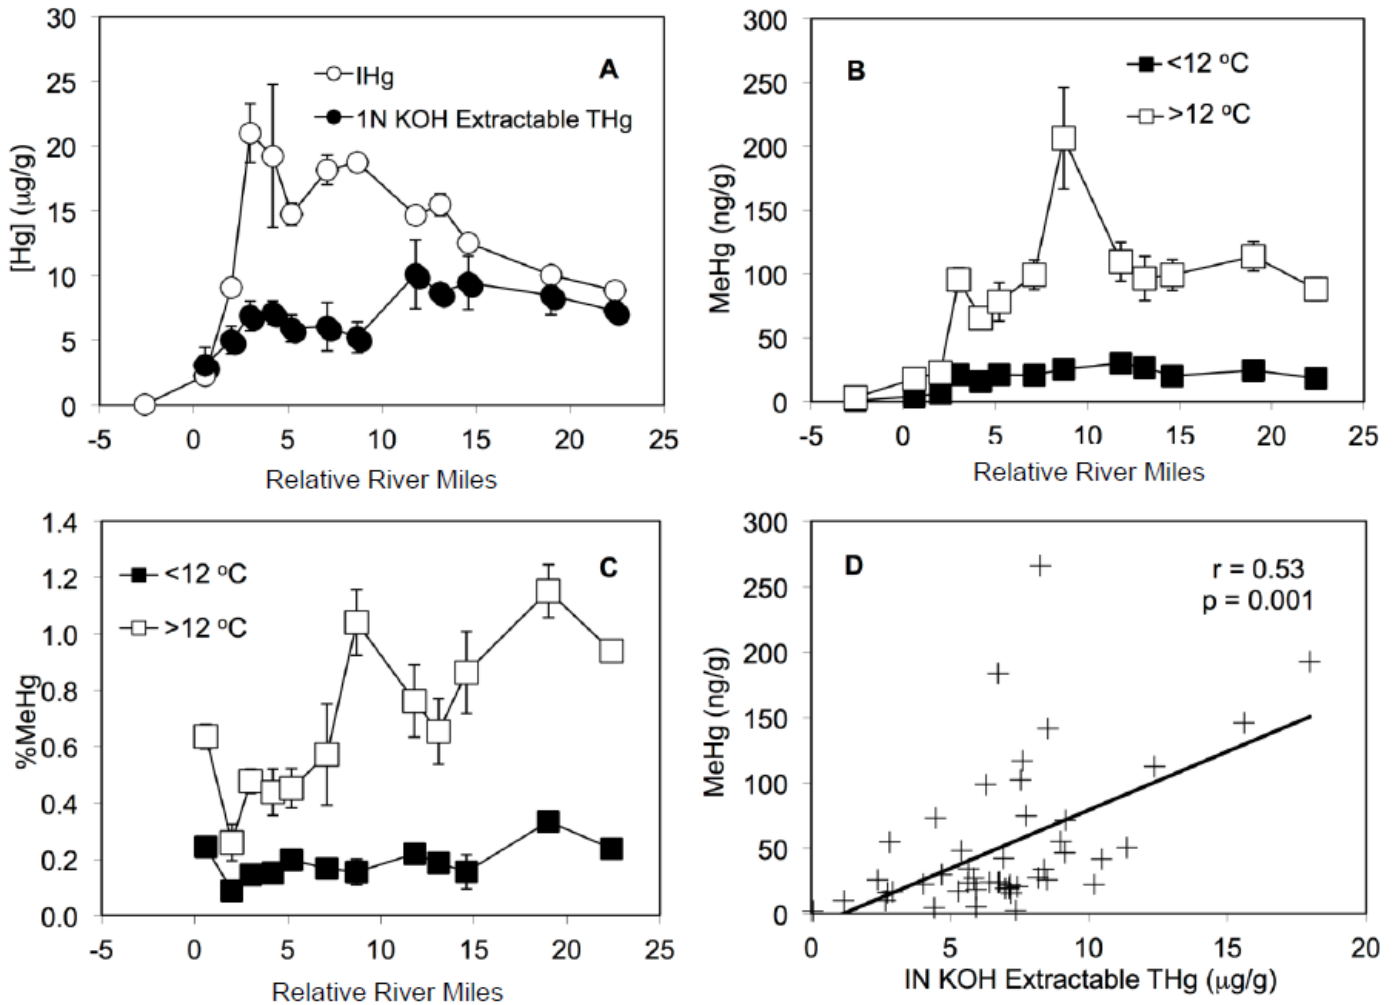 A
IHg
1N KOH Extractable THg
[Hg] (µg/g)
30
25
20
15
10
5
0
-5 0 5 10 15 20 25
Relative River Miles
B
<12 °C
>12 °C
MeHg (ng/g)
300
250
200
150
100
50
0
-5 0 5 10 15 20 25
Relative River Miles
C
<12 °C
>12 °C
%MeHg
1.4
1.2
1.0
0.8
0.6
0.4
0.2
0.0
-5 0 5 10 15 20 25
Relative River Miles
D
r = 0.53
p = 0.001
MeHg (ng/g)
300
250
200
150
100
50
0
0 5 10 15 20
IN KOH Extractable THg (µg/g)